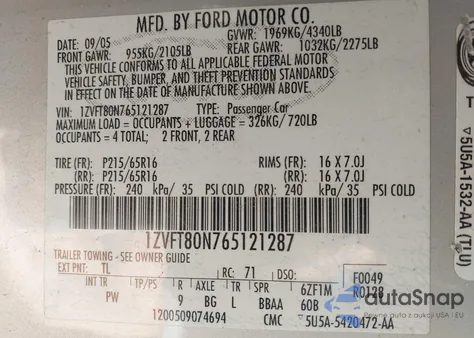 MFD. BY FORD MOTOR CO.
DATE: 09/05 GVWR: 1969KG/4340LB
FRONT GAWR: 955KG/2105LB REAR GAWR: 1032KG/2275LB
THIS VEHICLE CONFORMS TO ALL APPLICABLE FEDERAL MOTOR
VEHICLE SAFETY, BUMPER, AND THEFT PREVENTION STANDARDS
IN EFFECT ON THE DATE OF MANUFACTURE SHOWN ABOVE.
VIN: 1ZVFT80N765121287 TYPE: Passenger Car
MAXIMUM LOAD = OCCUPANTS + LUGGAGE = 326KG/720LB
OCCUPANTS = 4 TOTAL; 2 FRONT, 2 REAR
TIRE (FR): P215/65R16 RIMS (FR): 16 X 7.0J
(RR): P215/65R16 (RR): 16 X 7.0J
PRESSURE (FR): 240 kPa/ 35 PSI COLD (RR): 240 kPa/ 35 PSI COLD
1ZVFT80N765121287
TRAILER TOWING - SEE OWNER GUIDE
EXT PNT: TL RC: 71 DSO: F0049
INT TR TP/PS R AXLE TR SPR 6ZF1M R0128
PW 9 BG L BBAA 60B
1200509074694 CMC 5U5A-5420472-AA
T
5U5A-1532-AA (T/U)
autoSnap